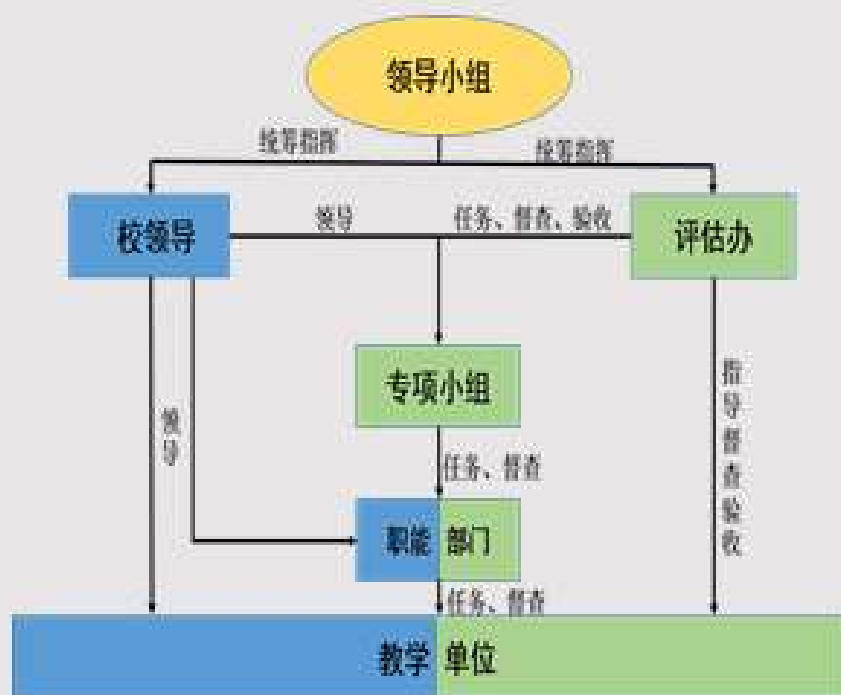 领导小组
统筹指挥
统筹指挥
校领导
领导
任务、督查、验收
评估办
专项小组
领导
指导督查验收
任务、督查
职能 部门
任务、督查
教学 单位